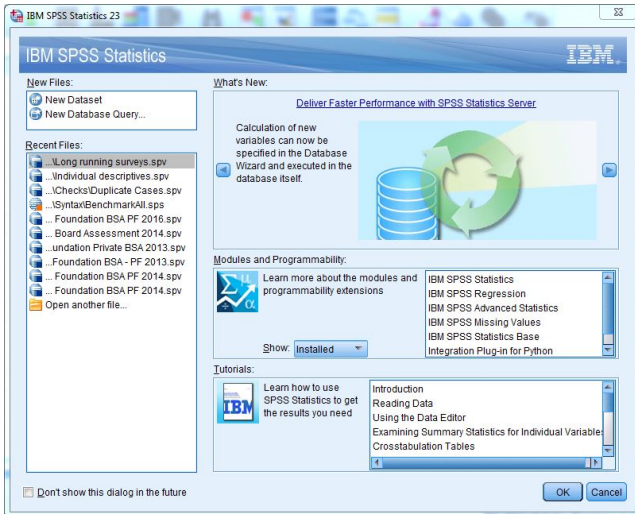 IBM SPSS Statistics 23
IBM SPSS Statistics
IBM
New Files:
New Dataset
New Database Query...
Recent Files:
...\Long running surveys.spv
...\Individual descriptives.spv
...\Checks\Duplicate Cases.spv
...\Syntax\BenchmarkAll.sps
... Foundation BSA PF 2016.spv
... Board Assessment 2014.spv
...undation Private BSA 2013.spv
...Foundation BSA - PF 2013.spv
... Foundation BSA PF 2014.spv
... Foundation BSA PF 2014.spv
Open another file...
What's New:
Deliver Faster Performance with SPSS Statistics Server
Calculation of new
variables can now be
specified in the Database
Wizard and executed in the
database itself.
Modules and Programmability:
Learn more about the modules and
programmability extensions
Show: Installed
IBM SPSS Statistics
IBM SPSS Regression
IBM SPSS Advanced Statistics
IBM SPSS Missing Values
IBM SPSS Statistics Base
Integration Plug-in for Python
Tutorials:
IBM
Learn how to use
SPSS Statistics to get
the results you need
Introduction
Reading Data
Using the Data Editor
Examining Summary Statistics for Individual Variable
Crosstabulation Tables
Don't show this dialog in the future
OK
Cancel